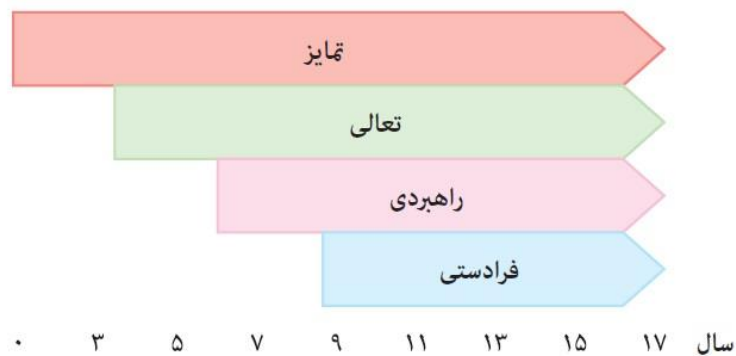 تمایز
تعالی
راهبردی
فرادستی
۰ ۳ ۵ ۷ ۹ ۱۱ ۱۳ ۱۵ ۱۷ سال